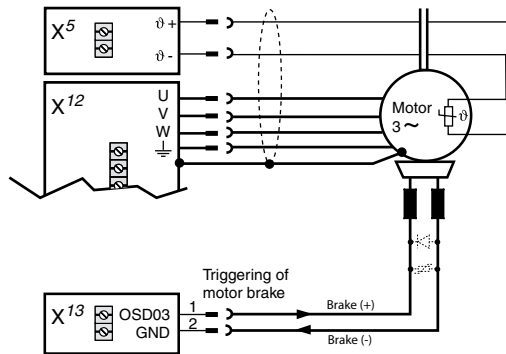 X5
ϑ +
ϑ -
X12
U
V
W
Motor
3 ~
ϑ
Triggering of
motor brake
X13
OSD03
GND
1
2
Brake (+)
Brake (-)